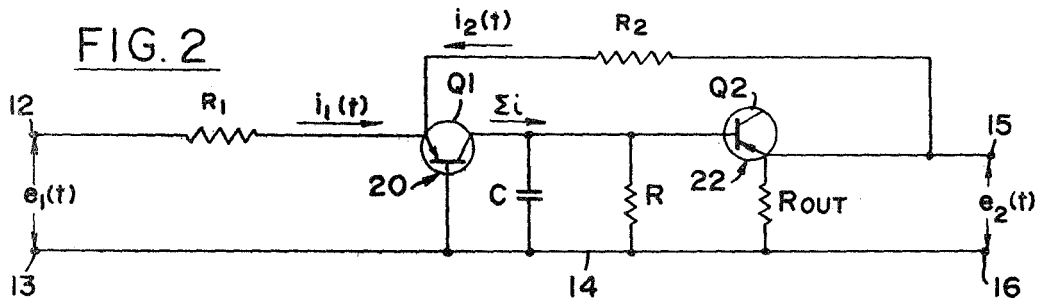 FIG. 2
i₂(t)
R₂
12
R₁
i₁(t)
Q1
Σi
Q2
15
e₁(t)
20
C
R
22
ROUT
e₂(t)
13
14
16